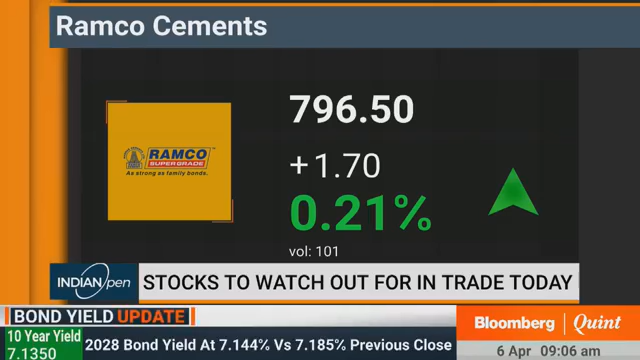 Ramco Cements
796.50
+1.70
0.21%
vol: 101
RAMCO
SUPERGRADE
As strong as family bonds.
INDIAN open
STOCKS TO WATCH OUT FOR IN TRADE TODAY
BOND YIELD UPDATE
Bloomberg Quint
10 Year Yield
7.1350
2028 Bond Yield At 7.144% Vs 7.185% Previous Close
6 Apr 09:06 am